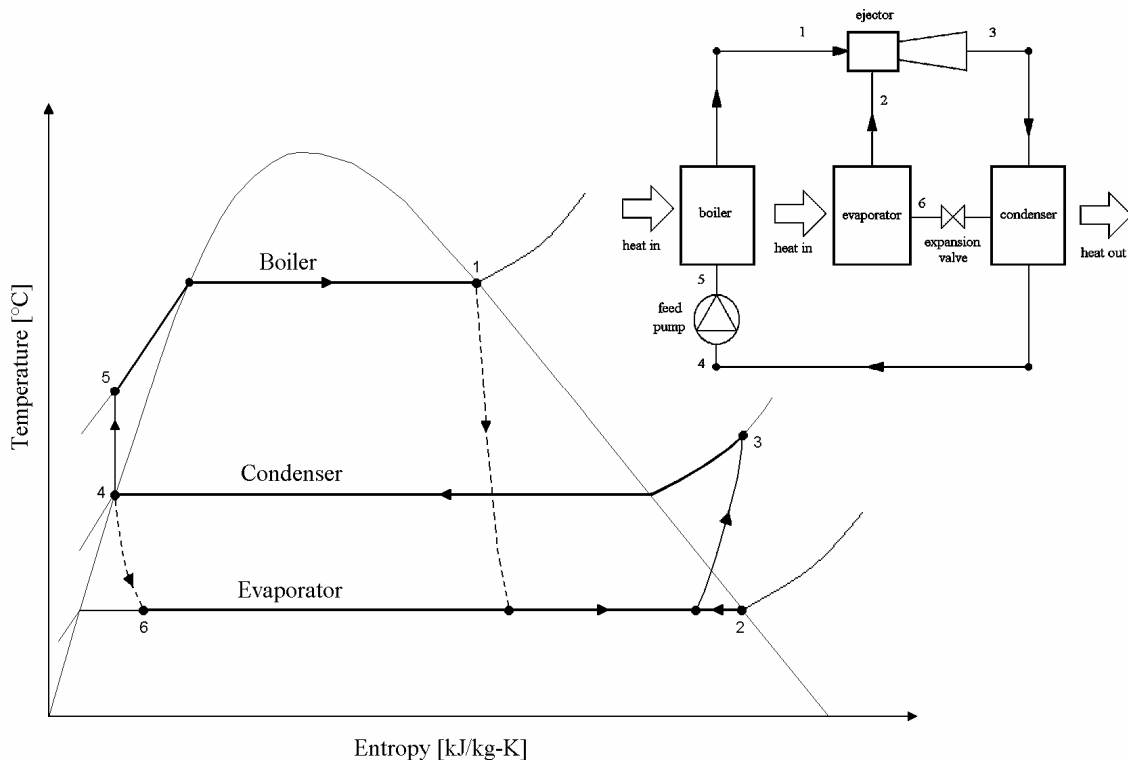 ejector
1
3
2
boiler
evaporator
6
condenser
heat in
heat in
expansion
valve
heat out
5
feed
pump
4
Temperature [°C]
Boiler
1
5
Condenser
3
4
Evaporator
6
2
Entropy [kJ/kg-K]